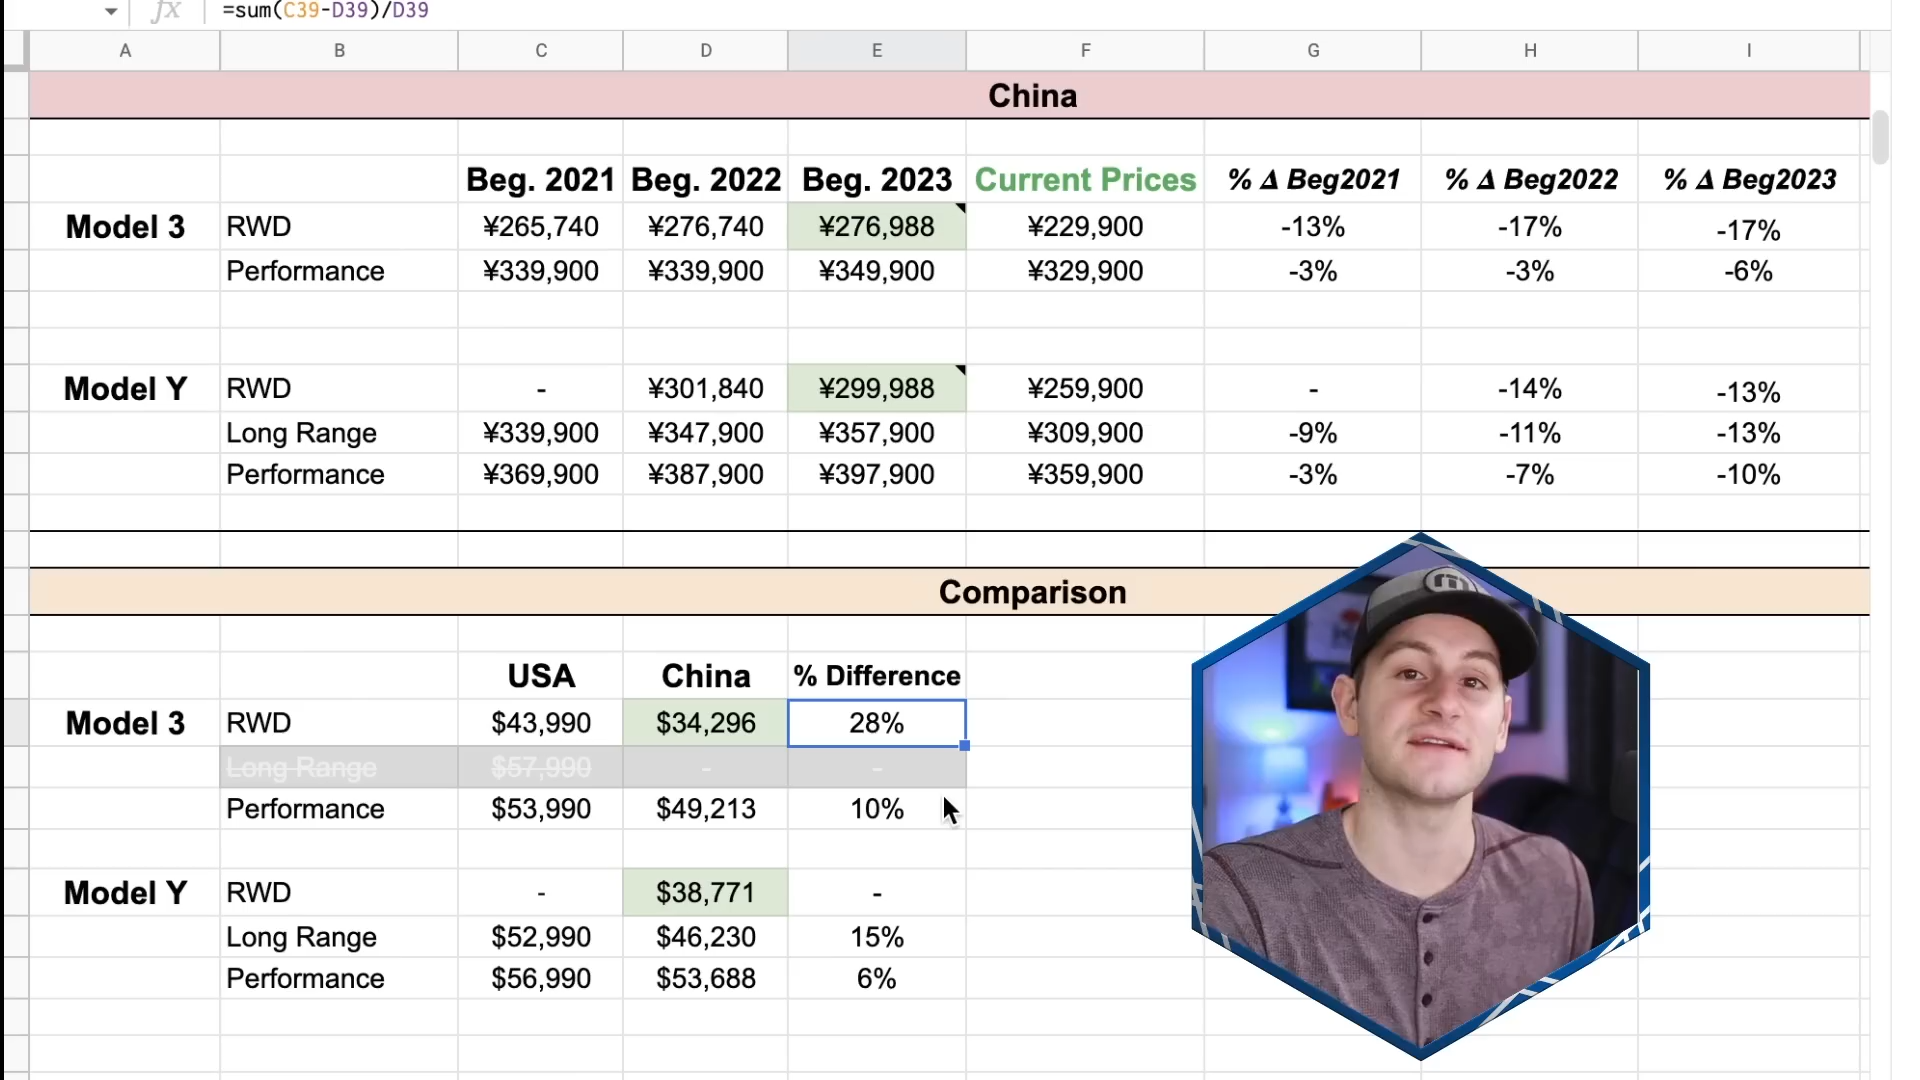 fx =sum(C39-D39)/D39
A B C D E F G H I
China
Beg. 2021 Beg. 2022 Beg. 2023 Current Prices % Δ Beg2021 % Δ Beg2022 % Δ Beg2023
Model 3 RWD ¥265,740 ¥276,740 ¥276,988 ¥229,900 -13% -17% -17%
Performance ¥339,900 ¥339,900 ¥349,900 ¥329,900 -3% -3% -6%
Model Y RWD - ¥301,840 ¥299,988 ¥259,900 - -14% -13%
Long Range ¥339,900 ¥347,900 ¥357,900 ¥309,900 -9% -11% -13%
Performance ¥369,900 ¥387,900 ¥397,900 ¥359,900 -3% -7% -10%
Comparison
USA China % Difference
Model 3 RWD $43,990 $34,296 28%
Long Range $57,990 - -
Performance $53,990 $49,213 10%
Model Y RWD - $38,771 -
Long Range $52,990 $46,230 15%
Performance $56,990 $53,688 6%